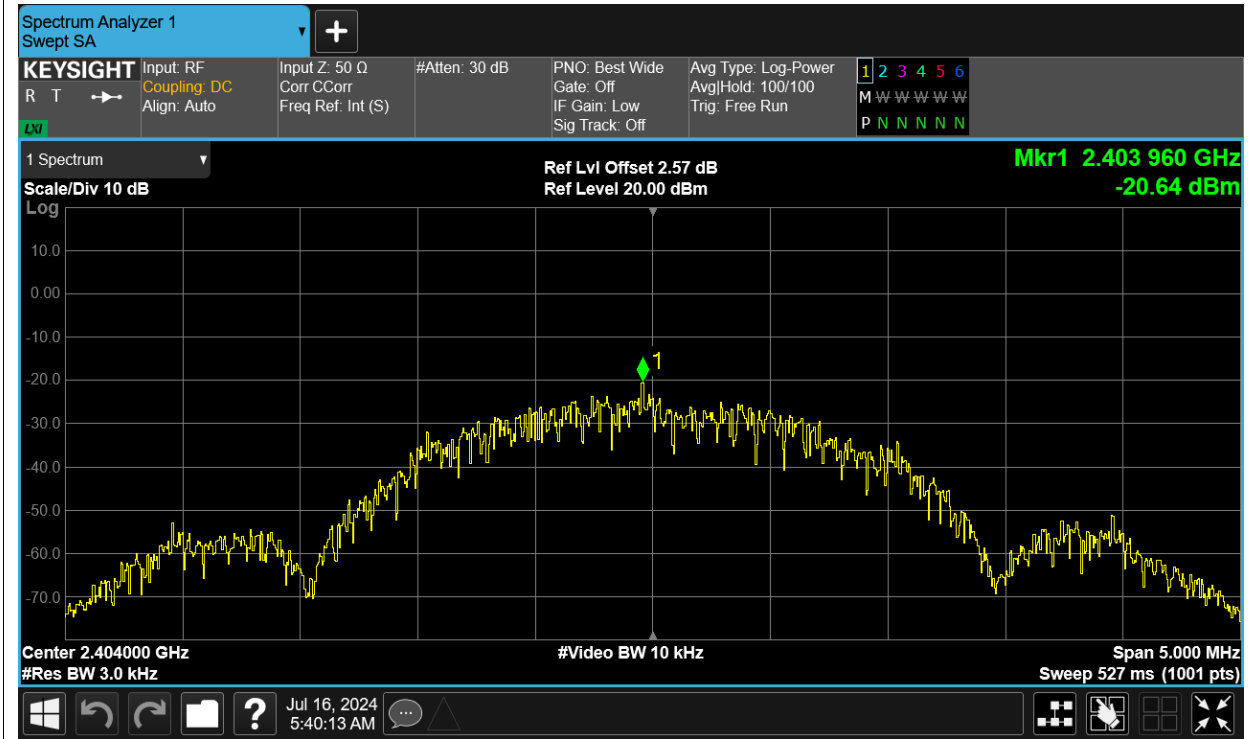 Spectrum Analyzer 1
Swept SA
KEYSIGHT
R T
LXI
Input: RF
Coupling: DC
Align: Auto
Input Z: 50 Ω
Corr CCorr
Freq Ref: Int (S)
#Atten: 30 dB
PNO: Best Wide
Gate: Off
IF Gain: Low
Sig Track: Off
Avg Type: Log-Power
Avg|Hold: 100/100
Trig: Free Run
1 2 3 4 5 6
M W W W W W
P N N N N N
1 Spectrum
Scale/Div 10 dB
Log
Ref Lvl Offset 2.57 dB
Ref Level 20.00 dBm
Mkr1 2.403 960 GHz
-20.64 dBm
10.0
0.00
-10.0
-20.0
-30.0
-40.0
-50.0
-60.0
-70.0
1
Center 2.404000 GHz
#Res BW 3.0 kHz
#Video BW 10 kHz
Span 5.000 MHz
Sweep 527 ms (1001 pts)
?
Jul 16, 2024
5:40:13 AM